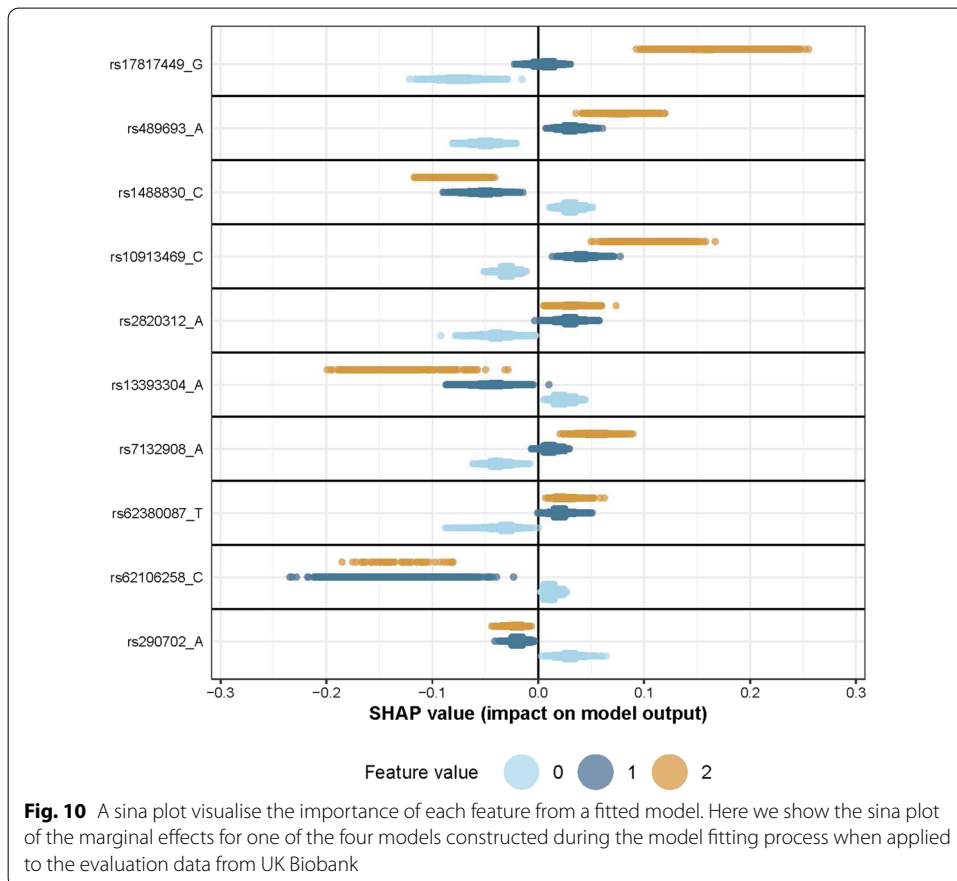 rs17817449_G
rs489693_A
rs1488830_C
rs10913469_C
rs2820312_A
rs13393304_A
rs7132908_A
rs62380087_T
rs62106258_C
rs290702_A
−0.3 −0.2 −0.1 0.0 0.1 0.2 0.3
SHAP value (impact on model output)
Feature value 0 1 2
Fig. 10 A sina plot visualise the importance of each feature from a fitted model. Here we show the sina plot
of the marginal effects for one of the four models constructed during the model fitting process when applied
to the evaluation data from UK Biobank